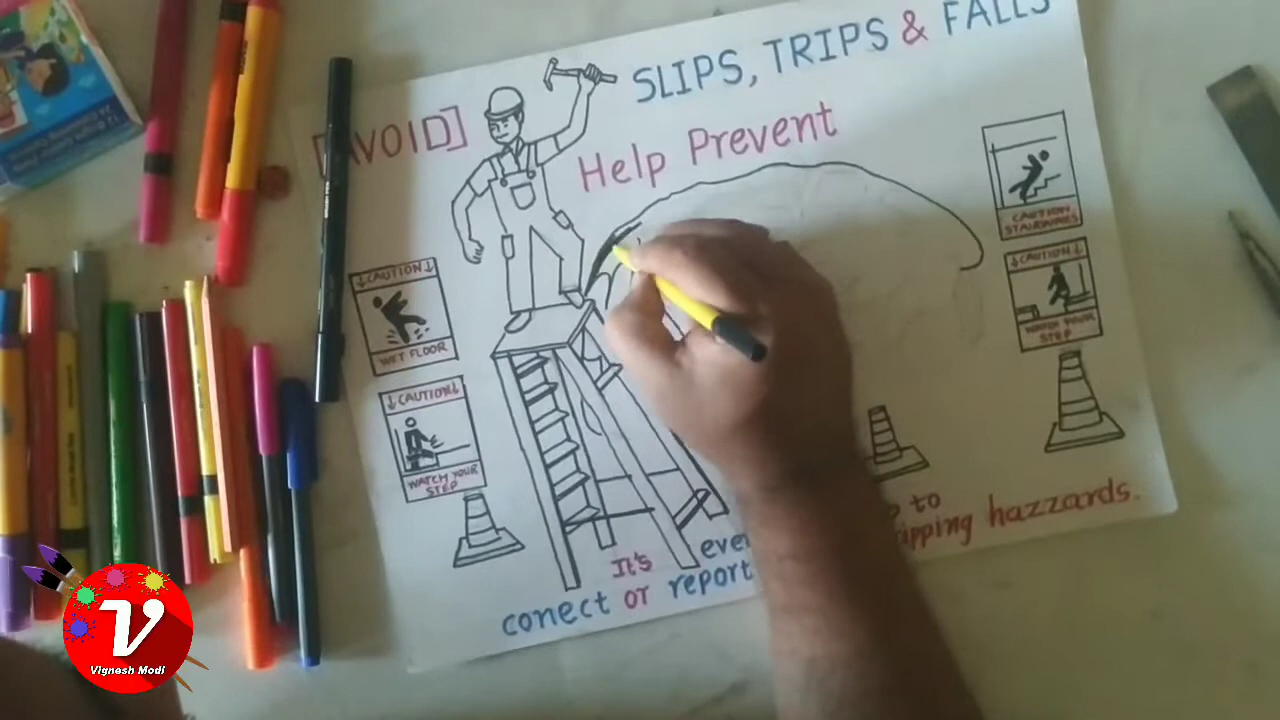 SLIPS, TRIPS & FALLS
[AVOID]
Help Prevent
↓CAUTION↓
WET FLOOR
↓CAUTION↓
WATCH YOUR
STEP
CAUTION
STAIRWAYS
↓CAUTION↓
WATCH YOUR
STEP
It's
to
conect or report
tripping hazzards.
V
Vignesh Modi